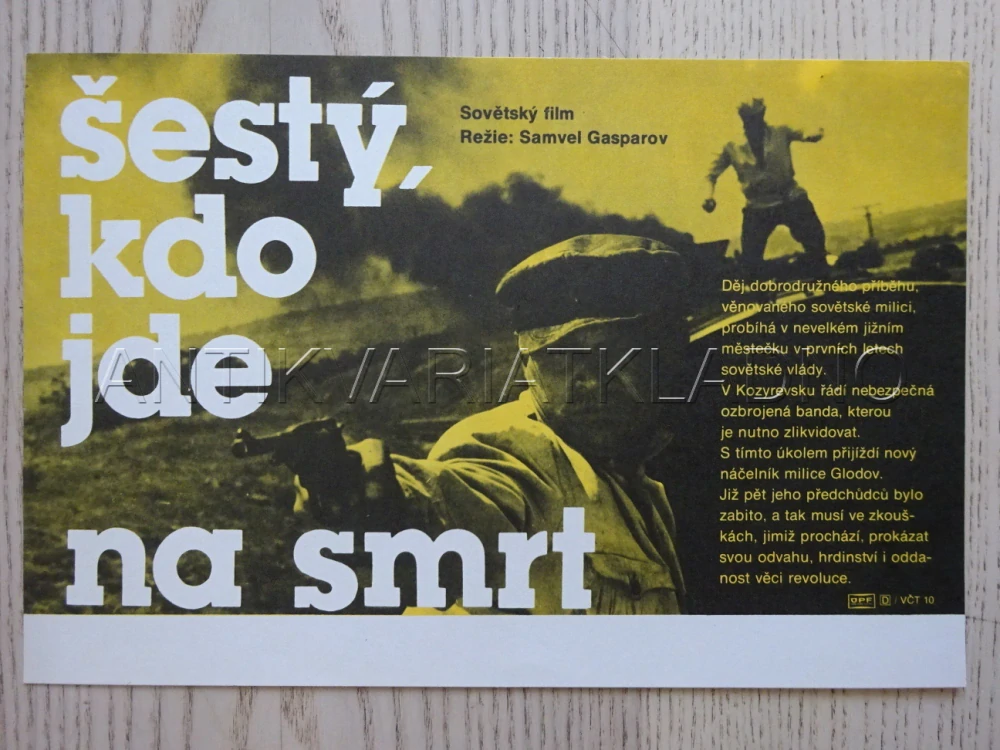 šestý,
kdo
jde
na smrt
Sovětský film
Režie: Samvel Gasparov
Děj dobrodružného příběhu,
věnovaného sovětské milici,
probíhá v nevelkém jižním
městečku v prvních letech
sovětské vlády.
V Kozyrevsku řádí nebezpečná
ozbrojená banda, kterou
je nutno zlikvidovat.
S tímto úkolem přijíždí nový
náčelník milice Glodov.
Již pět jeho předchůdců bylo
zabito, a tak musí ve zkouš-
kách, jimiž prochází, prokázat
svou odvahu, hrdinství i odda-
nost věci revoluce.
ÚPF D / VČT 10